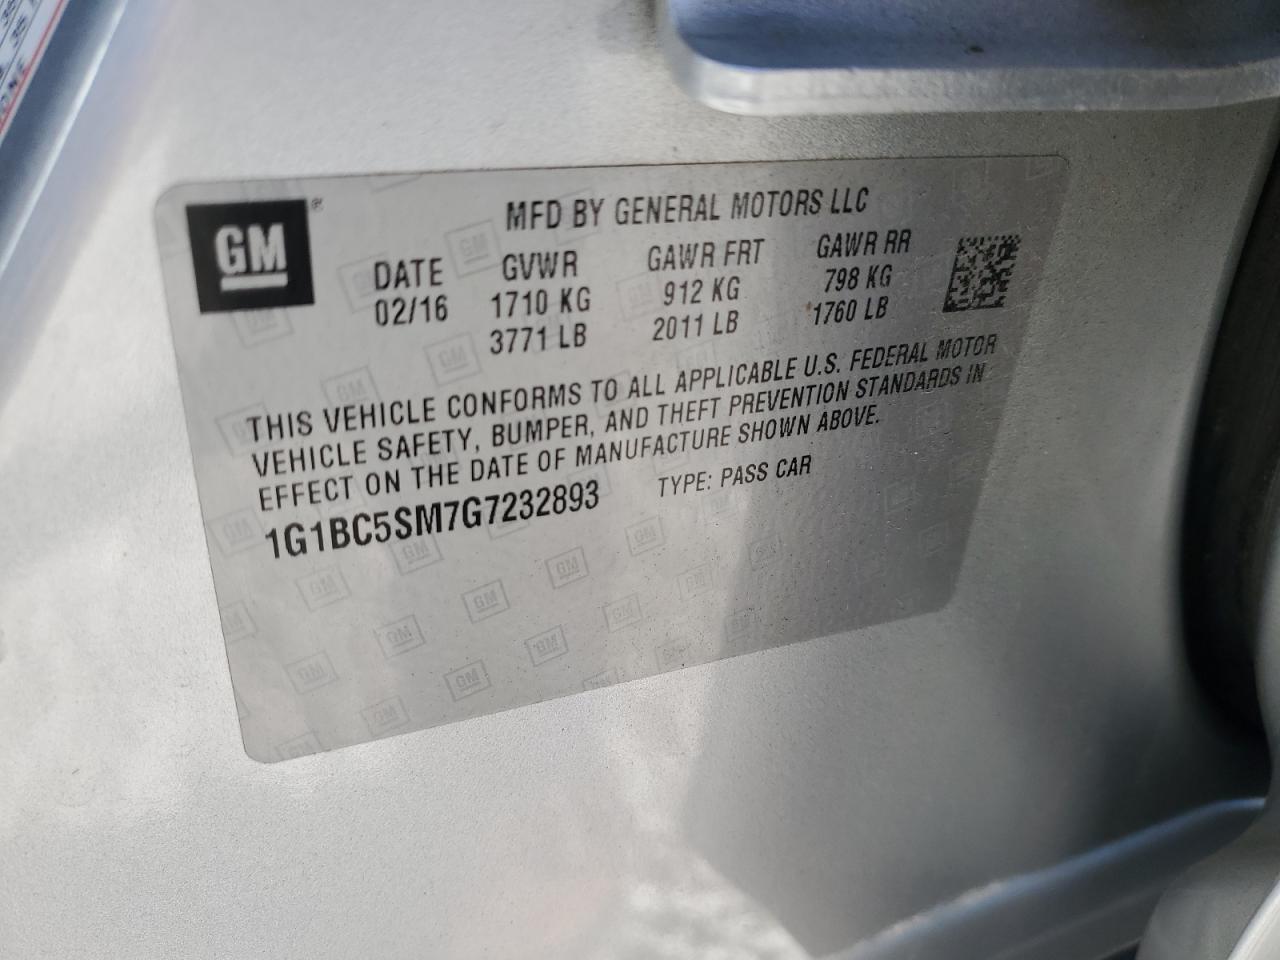 GM
MFD BY GENERAL MOTORS LLC
DATE GVWR GAWR FRT GAWR RR
02/16 1710 KG 912 KG 798 KG
3771 LB 2011 LB 1760 LB
THIS VEHICLE CONFORMS TO ALL APPLICABLE U.S. FEDERAL MOTOR
VEHICLE SAFETY, BUMPER, AND THEFT PREVENTION STANDARDS IN
EFFECT ON THE DATE OF MANUFACTURE SHOWN ABOVE.
1G1BC5SM7G7232893 TYPE: PASS CAR